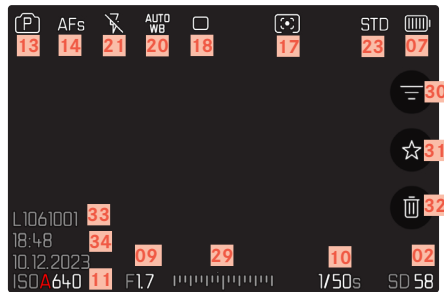 P AFs AUTO WB STD
13 14 21 20 18 17 23 07
30
31
32
L1061001 33
18:48 34
10.12.2023 09 29 10 02
ISO A640 11 F1.7 1/50s SD 58